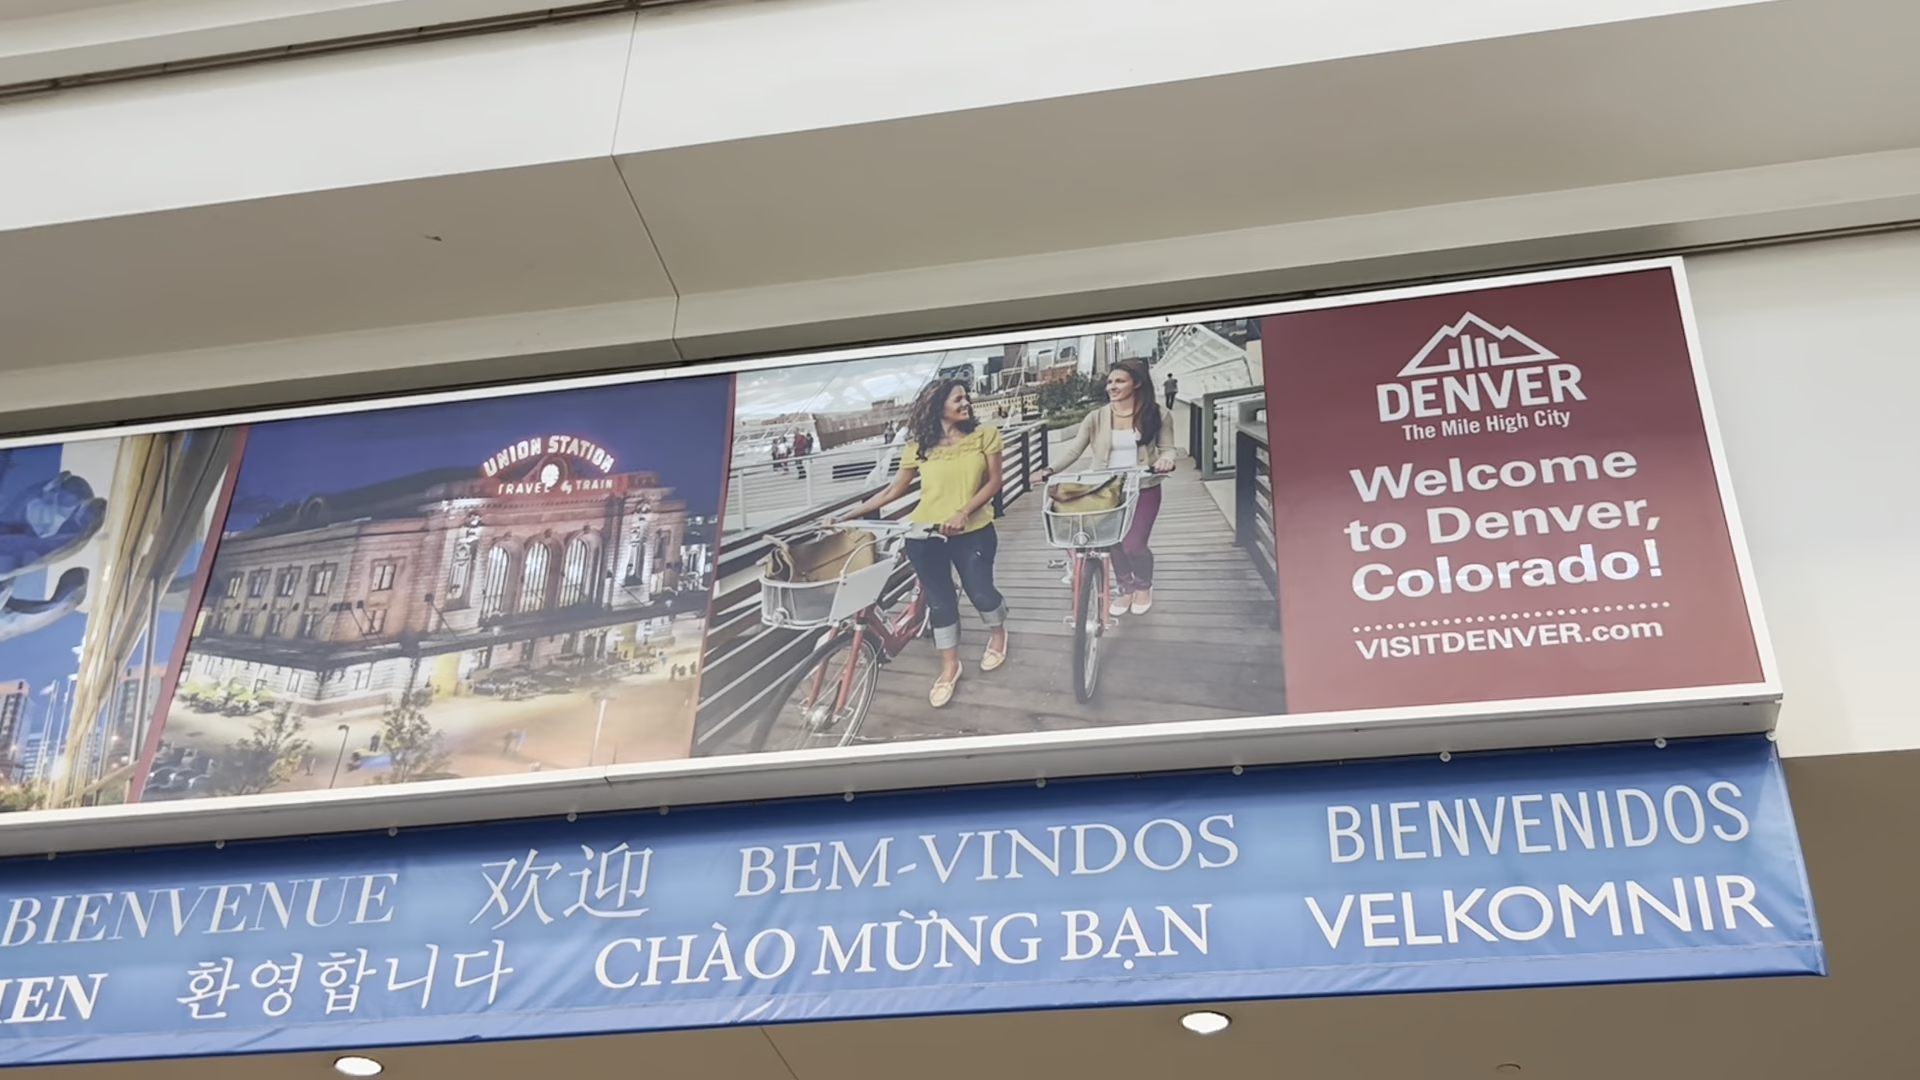 UNION STATION
TRAVEL by TRAIN
DENVER
The Mile High City
Welcome
to Denver,
Colorado!
VISITDENVER.com
BIENVENUE 欢迎 BEM-VINDOS BIENVENIDOS
환영합니다 CHÀO MỪNG BẠN VELKOMNIR